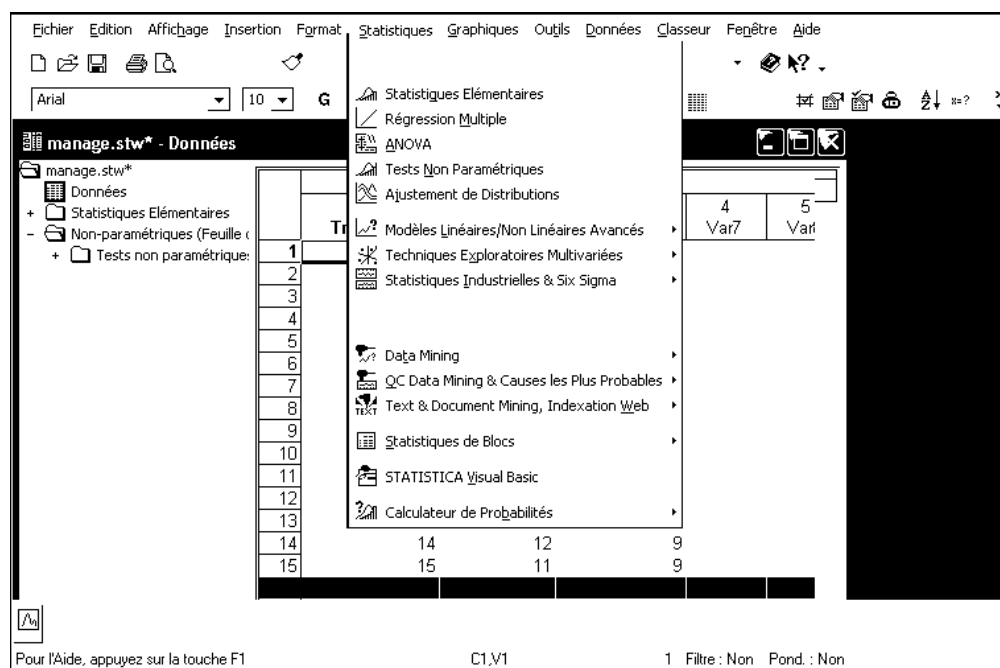 Fichier Edition Affichage Insertion Format Statistiques Graphiques Outils Données Classeur Fenêtre Aide
Arial 10 G
manage.stw* - Données
manage.stw*
Données
+ Statistiques Elémentaires
- Non-paramétriques (Feuille
+ Tests non paramétriques
Statistiques Elémentaires
Régression Multiple
ANOVA
Tests Non Paramétriques
Ajustement de Distributions
Modèles Linéaires/Non Linéaires Avancés
Techniques Exploratoires Multivariées
Statistiques Industrielles & Six Sigma
Data Mining
QC Data Mining & Causes les Plus Probables
TEXT Text & Document Mining, Indexation Web
Statistiques de Blocs
STATISTICA Visual Basic
Calculateur de Probabilités
4 5
Var7
1
2
3
4
5
6
7
8
9
10
11
12
13
14 14 12 9
15 15 11 9
Pour l'Aide, appuyez sur la touche F1 C1,V1 1 Filtre : Non Pond. : Non